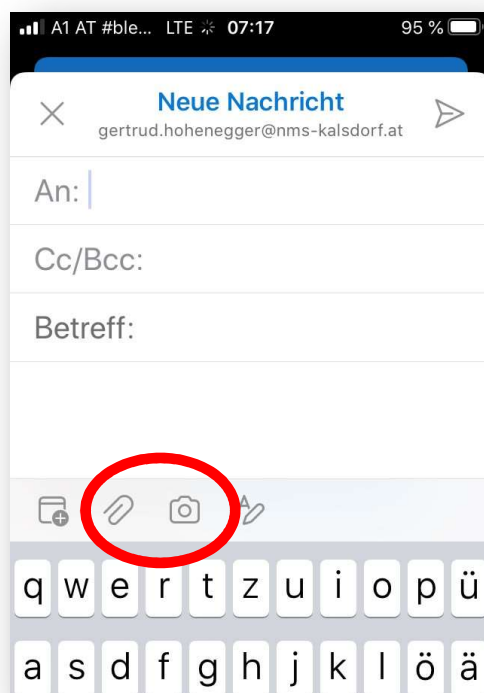 A1 AT #ble... LTE 07:17 95 %
Neue Nachricht
gertrud.hohenegger@nms-kalsdorf.at
An:
Cc/Bcc:
Betreff:
q w e r t z u i o p ü
a s d f g h j k l ö ä